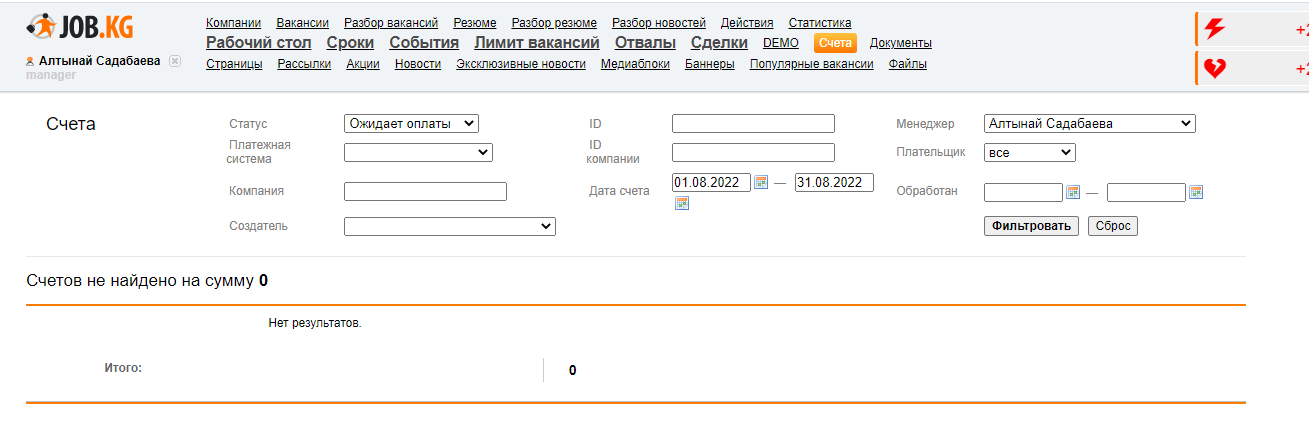 JOB.KG
Компании Вакансии Разбор вакансий Резюме Разбор резюме Разбор новостей Действия Статистика
Рабочий стол Сроки События Лимит вакансий Отвалы Сделки DEMO Счета Документы
Алтынай Садабаева
manager
Страницы Рассылки Акции Новости Эксклюзивные новости Медиаблоки Баннеры Популярные вакансии Файлы
+2
+2
Счета
Статус Ожидает оплаты ID Менеджер Алтынай Садабаева
Платежная система ID компании Плательщик все
Компания Дата счета 01.08.2022 — 31.08.2022 Обработан —
Создатель Фильтровать Сброс
Счетов не найдено на сумму 0
Нет результатов.
Итого: 0